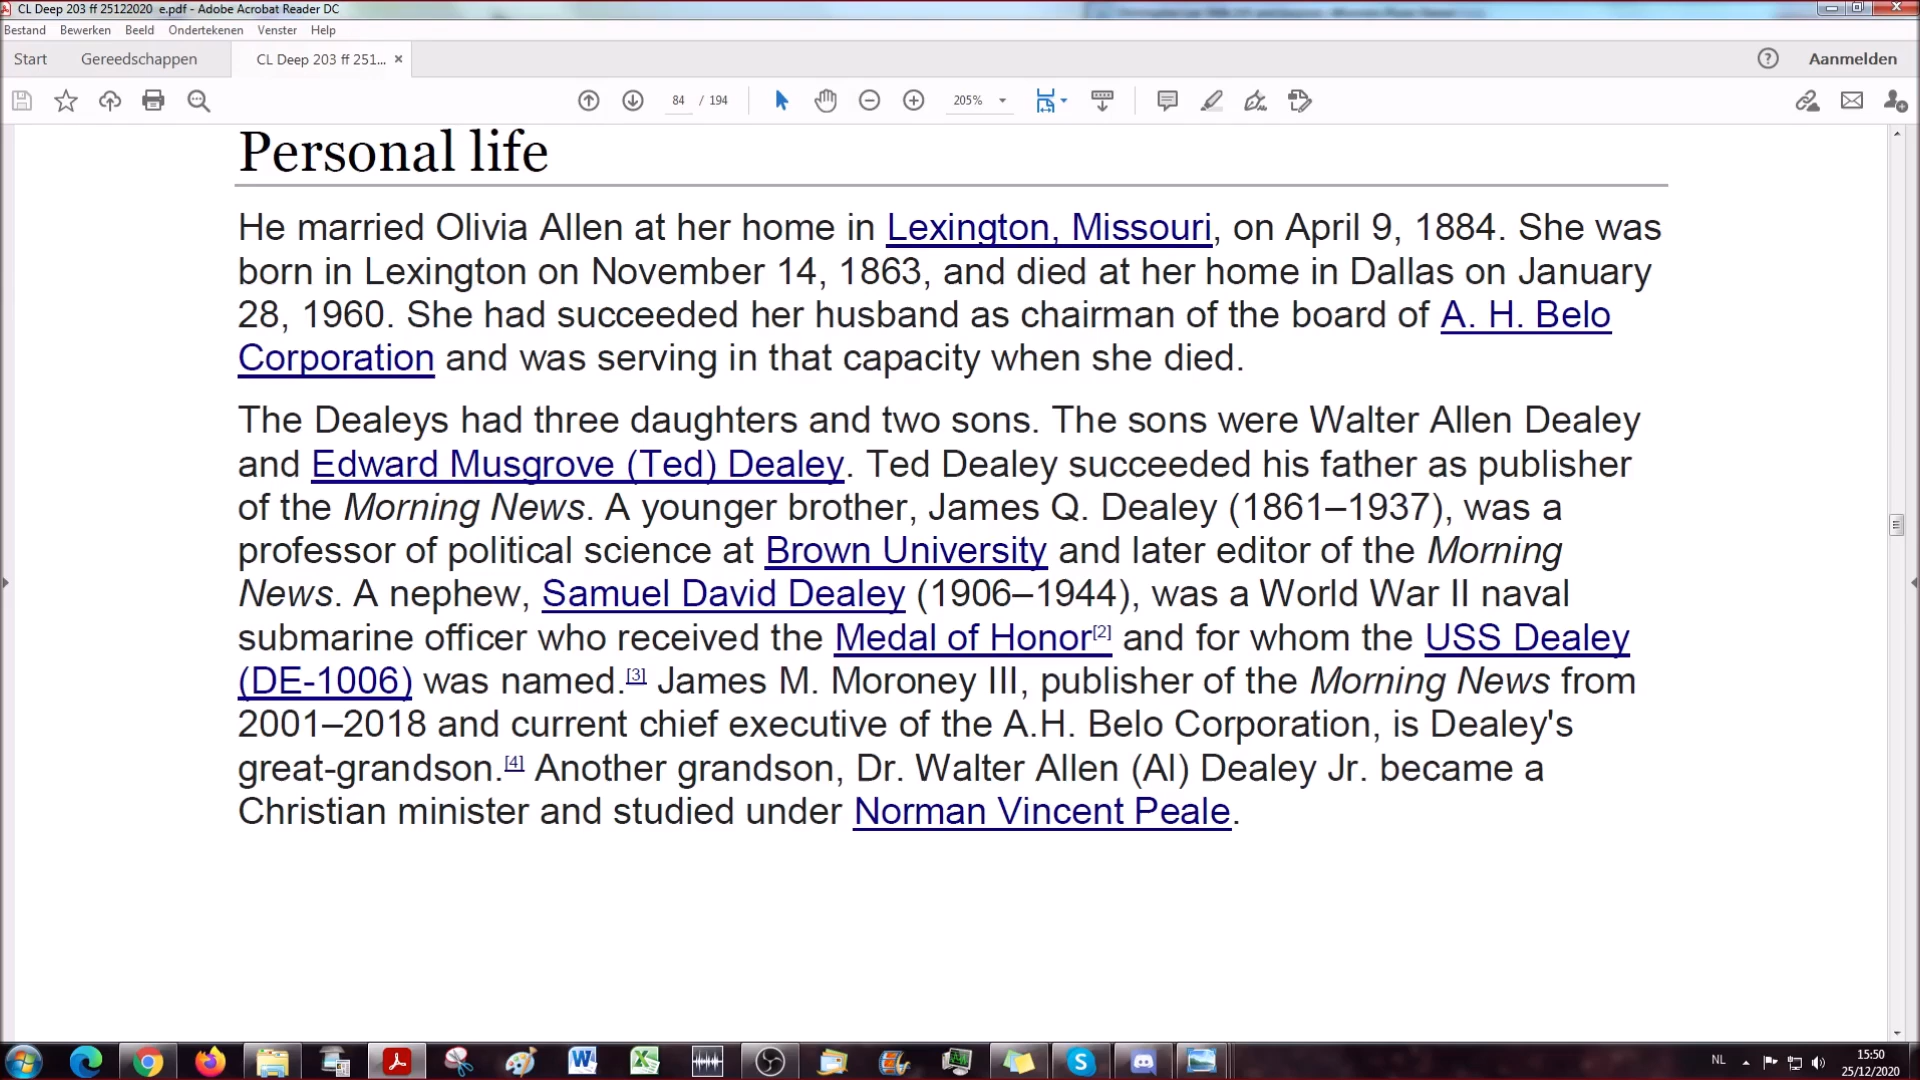 CL Deep 203 ff 25122020 e.pdf - Adobe Acrobat Reader DC
Bestand Bewerken Beeld Ondertekenen Venster Help
Start Gereedschappen CL Deep 203 ff 251... × Aanmelden
84 / 194 205%
Personal life
He married Olivia Allen at her home in Lexington, Missouri, on April 9, 1884. She was
born in Lexington on November 14, 1863, and died at her home in Dallas on January
28, 1960. She had succeeded her husband as chairman of the board of A. H. Belo
Corporation and was serving in that capacity when she died.
The Dealeys had three daughters and two sons. The sons were Walter Allen Dealey
and Edward Musgrove (Ted) Dealey. Ted Dealey succeeded his father as publisher
of the Morning News. A younger brother, James Q. Dealey (1861–1937), was a
professor of political science at Brown University and later editor of the Morning
News. A nephew, Samuel David Dealey (1906–1944), was a World War II naval
submarine officer who received the Medal of Honor[2] and for whom the USS Dealey
(DE-1006) was named.[3] James M. Moroney III, publisher of the Morning News from
2001–2018 and current chief executive of the A.H. Belo Corporation, is Dealey's
great-grandson.[4] Another grandson, Dr. Walter Allen (Al) Dealey Jr. became a
Christian minister and studied under Norman Vincent Peale.
NL 15:50
25/12/2020